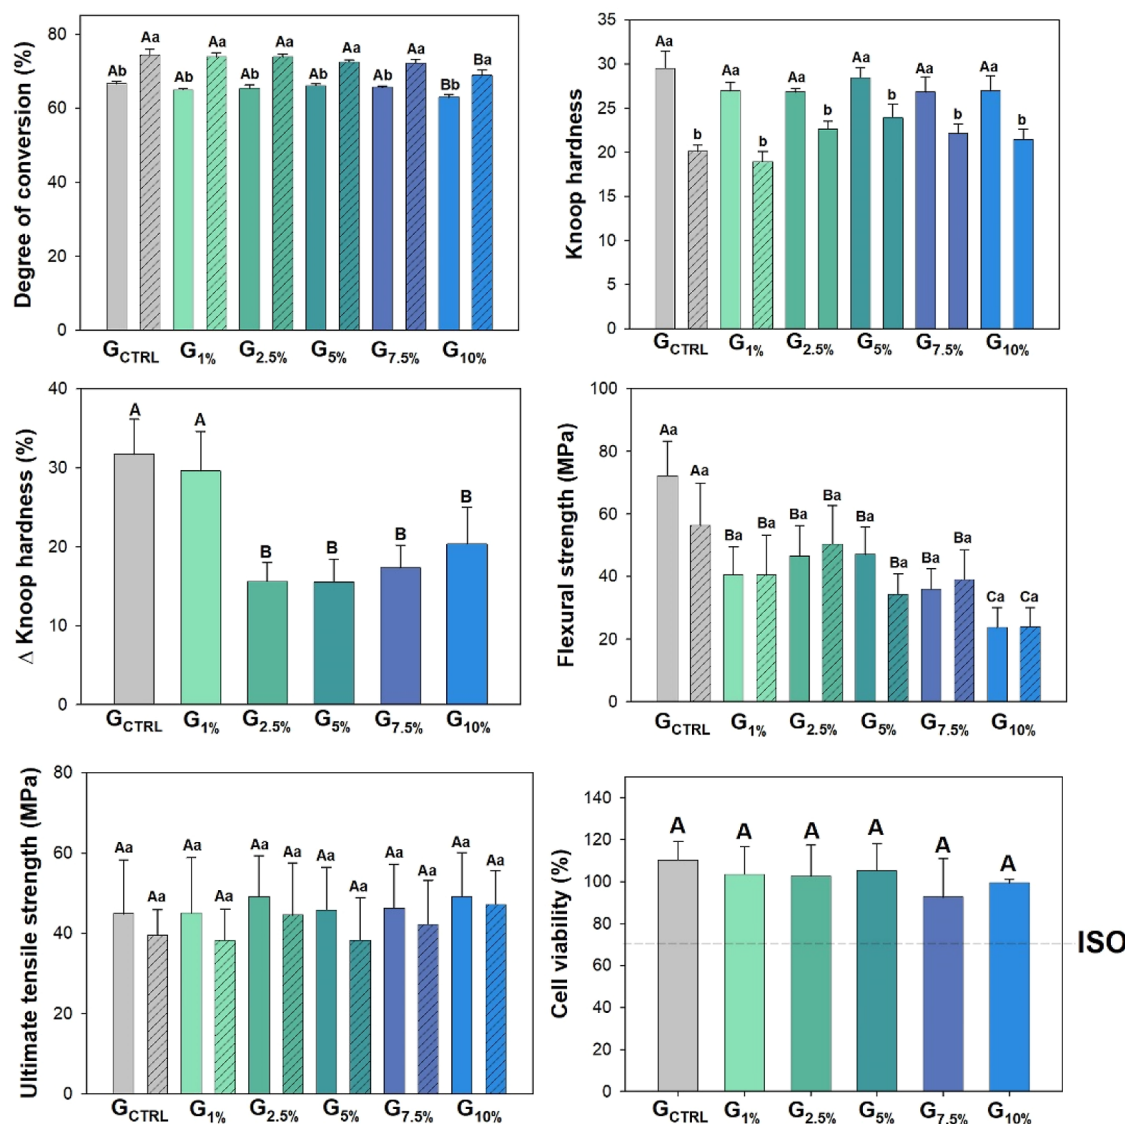 Degree of conversion (%)
80
60
40
20
0
Ab Aa Ab Aa Ab Aa Ab Aa Ab Aa Bb Ba
GCTRL G1% G2.5% G5% G7.5% G10%
Knoop hardness
35
30
25
20
15
10
5
0
Aa b Aa b Aa b Aa b Aa b Aa b
GCTRL G1% G2.5% G5% G7.5% G10%
Δ Knoop hardness (%)
40
30
20
10
0
A A B B B B
GCTRL G1% G2.5% G5% G7.5% G10%
Flexural strength (MPa)
100
80
60
40
20
0
Aa Aa Ba Ba Ba Ba Ba Ba Ba Ba Ca Ca
GCTRL G1% G2.5% G5% G7.5% G10%
Ultimate tensile strength (MPa)
80
60
40
20
0
Aa Aa Aa Aa Aa Aa Aa Aa Aa Aa Aa Aa
GCTRL G1% G2.5% G5% G7.5% G10%
Cell viability (%)
140
120
100
80
60
40
20
0
A A A A A A
ISO
GCTRL G1% G2.5% G5% G7.5% G10%